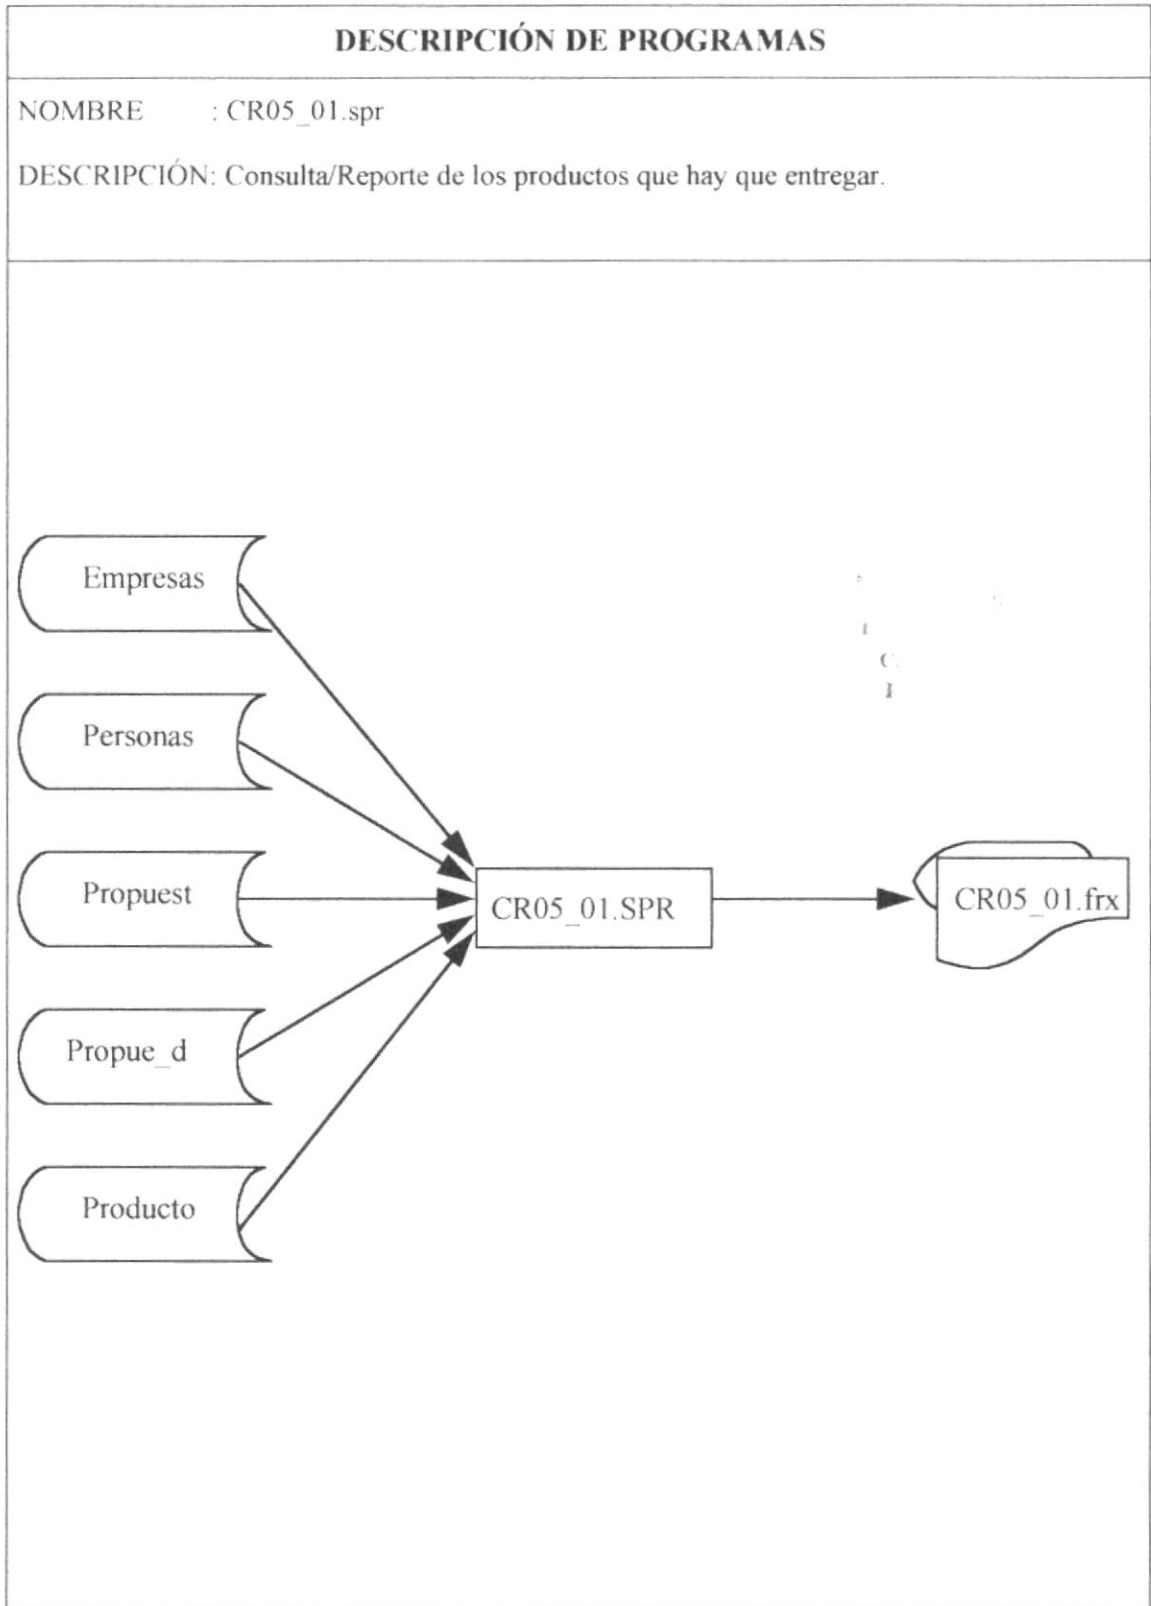 DESCRIPCIÓN DE PROGRAMAS
NOMBRE : CR05_01.spr
DESCRIPCIÓN: Consulta/Reporte de los productos que hay que entregar.
Empresas
Personas
Propuest
CR05_01.SPR
CR05_01.frx
Propue_d
Producto